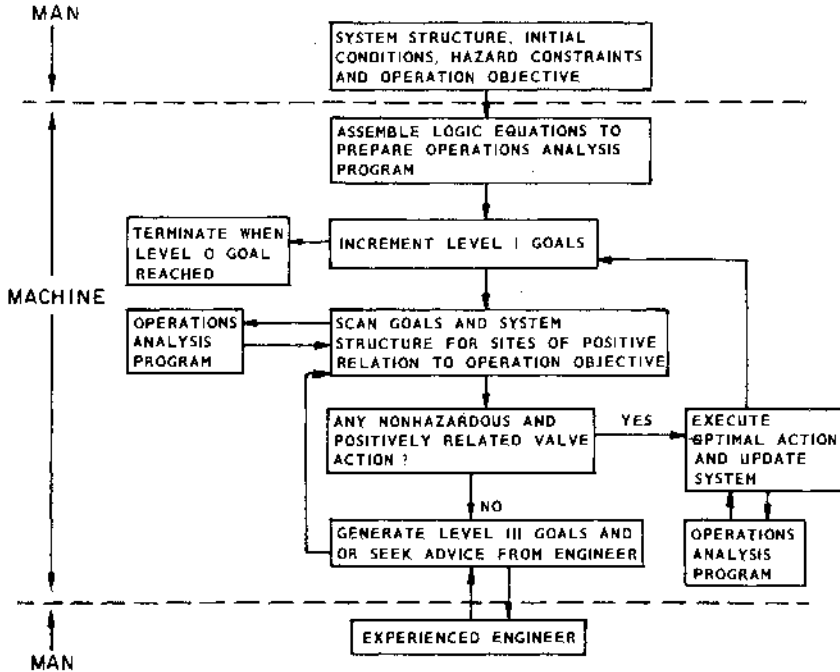 MAN
SYSTEM STRUCTURE, INITIAL
CONDITIONS, HAZARD CONSTRAINTS
AND OPERATION OBJECTIVE
ASSEMBLE LOGIC EQUATIONS TO
PREPARE OPERATIONS ANALYSIS
PROGRAM
TERMINATE WHEN
LEVEL O GOAL
REACHED
INCREMENT LEVEL I GOALS
MACHINE
OPERATIONS
ANALYSIS
PROGRAM
SCAN GOALS AND SYSTEM
STRUCTURE FOR SITES OF POSITIVE
RELATION TO OPERATION OBJECTIVE
ANY NONHAZARDOUS AND
POSITIVELY RELATED VALVE
ACTION ?
YES
EXECUTE
OPTIMAL ACTION
AND UPDATE
SYSTEM
NO
GENERATE LEVEL III GOALS AND
OR SEEK ADVICE FROM ENGINEER
OPERATIONS
ANALYSIS
PROGRAM
EXPERIENCED ENGINEER
MAN